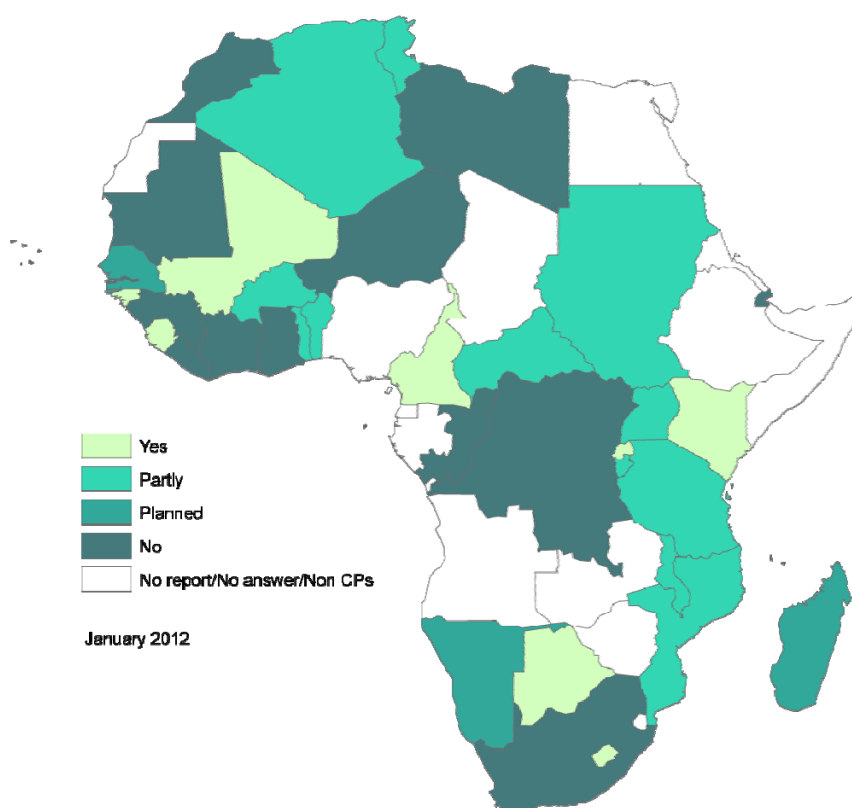 Yes
Partly
Planned
No
No report/No answer/Non CPs
January 2012